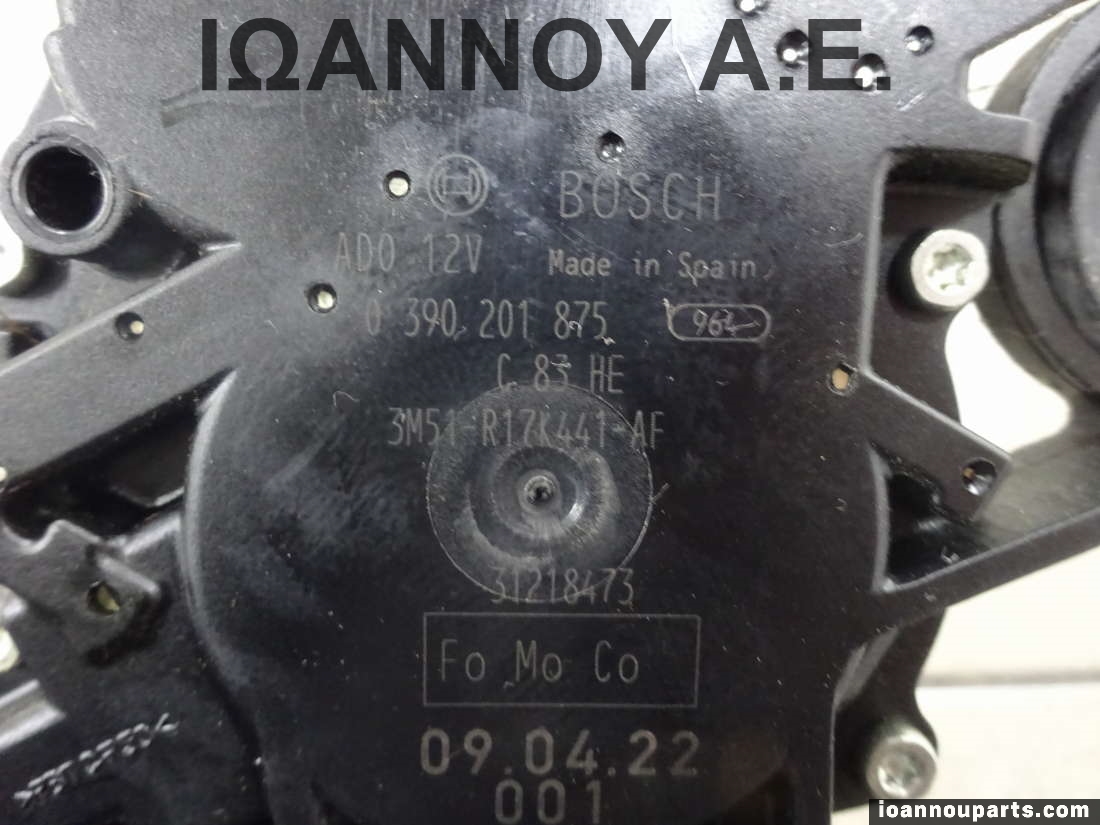 ΙΩΑΝΝΟΥ Α.Ε.
BOSCH
AD0 12V Made in Spain
0 390 201 875 964
C 83 HE
3M51-R17K441-AF
31218473
Fo Mo Co
09.04.22
001
ioannouparts.com